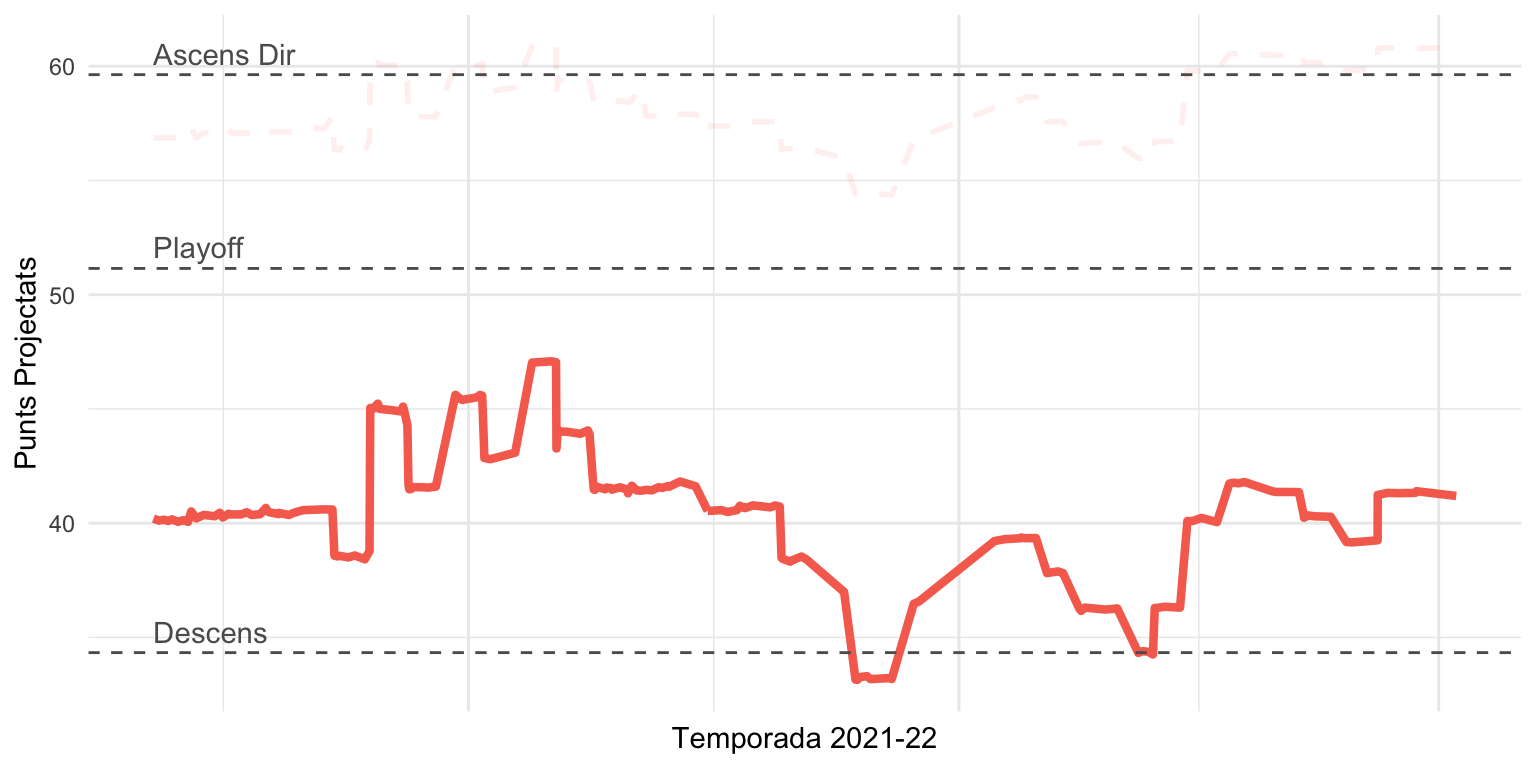 Ascens Dir
60
Playoff
50
40
Descens
Punts Projectats
Temporada 2021-22